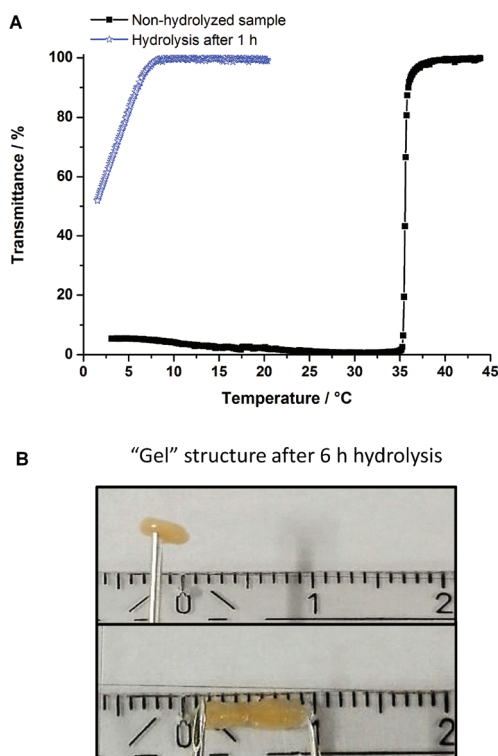 A
Non-hydrolyzed sample
Hydrolysis after 1 h
100
80
60
40
20
0
Transmittance / %
0 5 10 15 20 25 30 35 40 45
Temperature / °C
B
“Gel” structure after 6 h hydrolysis
0 1 2
0 1 2